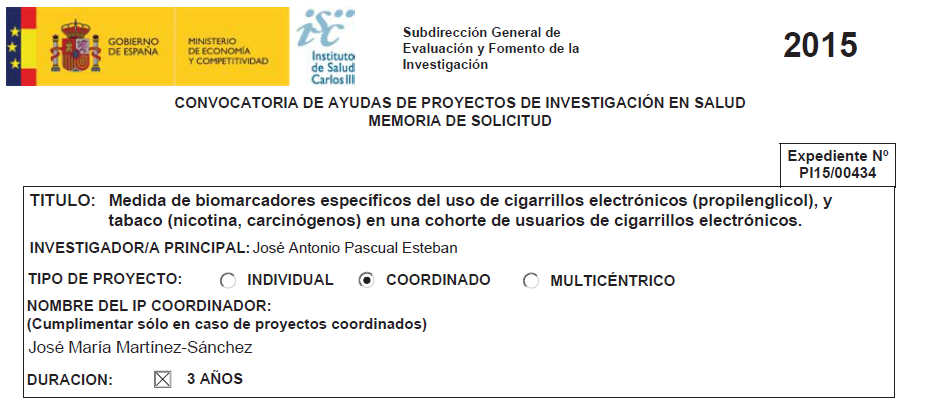 GOBIERNO
DE ESPAÑA
MINISTERIO
DE ECONOMÍA
Y COMPETITIVIDAD
isc
Instituto
de Salud
Carlos III
Subdirección General de
Evaluación y Fomento de la
Investigación
2015
CONVOCATORIA DE AYUDAS DE PROYECTOS DE INVESTIGACIÓN EN SALUD
MEMORIA DE SOLICITUD
Expediente Nº
PI15/00434
TITULO: Medida de biomarcadores específicos del uso de cigarrillos electrónicos (propilenglicol), y
tabaco (nicotina, carcinógenos) en una cohorte de usuarios de cigarrillos electrónicos.
INVESTIGADOR/A PRINCIPAL: José Antonio Pascual Esteban
TIPO DE PROYECTO: INDIVIDUAL COORDINADO MULTICÉNTRICO
NOMBRE DEL IP COORDINADOR:
(Cumplimentar sólo en caso de proyectos coordinados)
José María Martínez-Sánchez
DURACION: 3 AÑOS